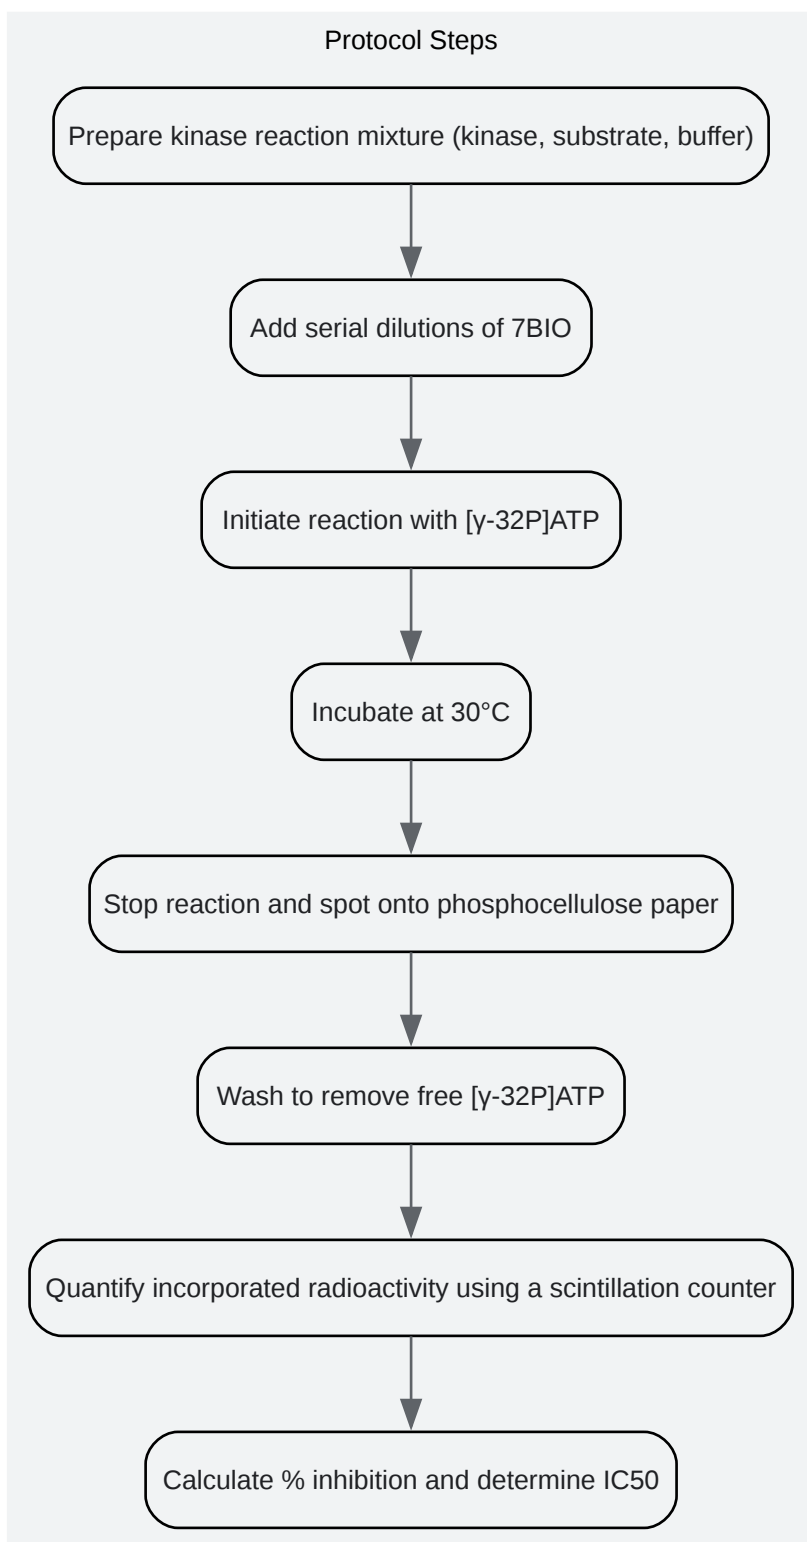 Protocol Steps
Prepare kinase reaction mixture (kinase, substrate, buffer)
Add serial dilutions of 7BIO
Initiate reaction with [γ-32P]ATP
Incubate at 30°C
Stop reaction and spot onto phosphocellulose paper
Wash to remove free [γ-32P]ATP
Quantify incorporated radioactivity using a scintillation counter
Calculate % inhibition and determine IC50